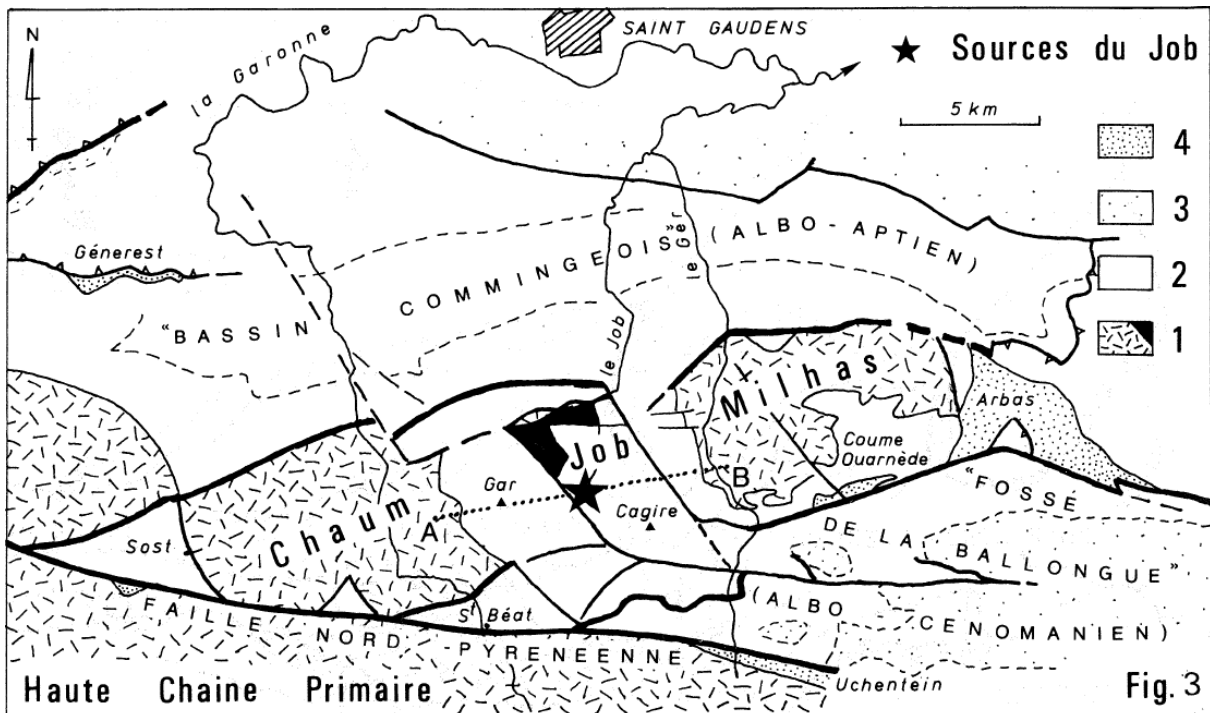 N
la Garonne
SAINT GAUDENS
★ Sources du Job
5 km
4
3
2
1
Génerest
"BASSIN COMMINGEOIS" (ALBO-APTIEN)
le Job
le Gér
Milhas
Arbas
Job
Coume
Ouarnède
Gar
A
B
Cagire
Chaum
Sost
"FOSSÉ
DE LA BALLONGUE"
(ALBO
CENOMANIEN)
St Béat
FAILLE NORD PYRENEENNE
Uchentein
Haute Chaine Primaire
Fig. 3